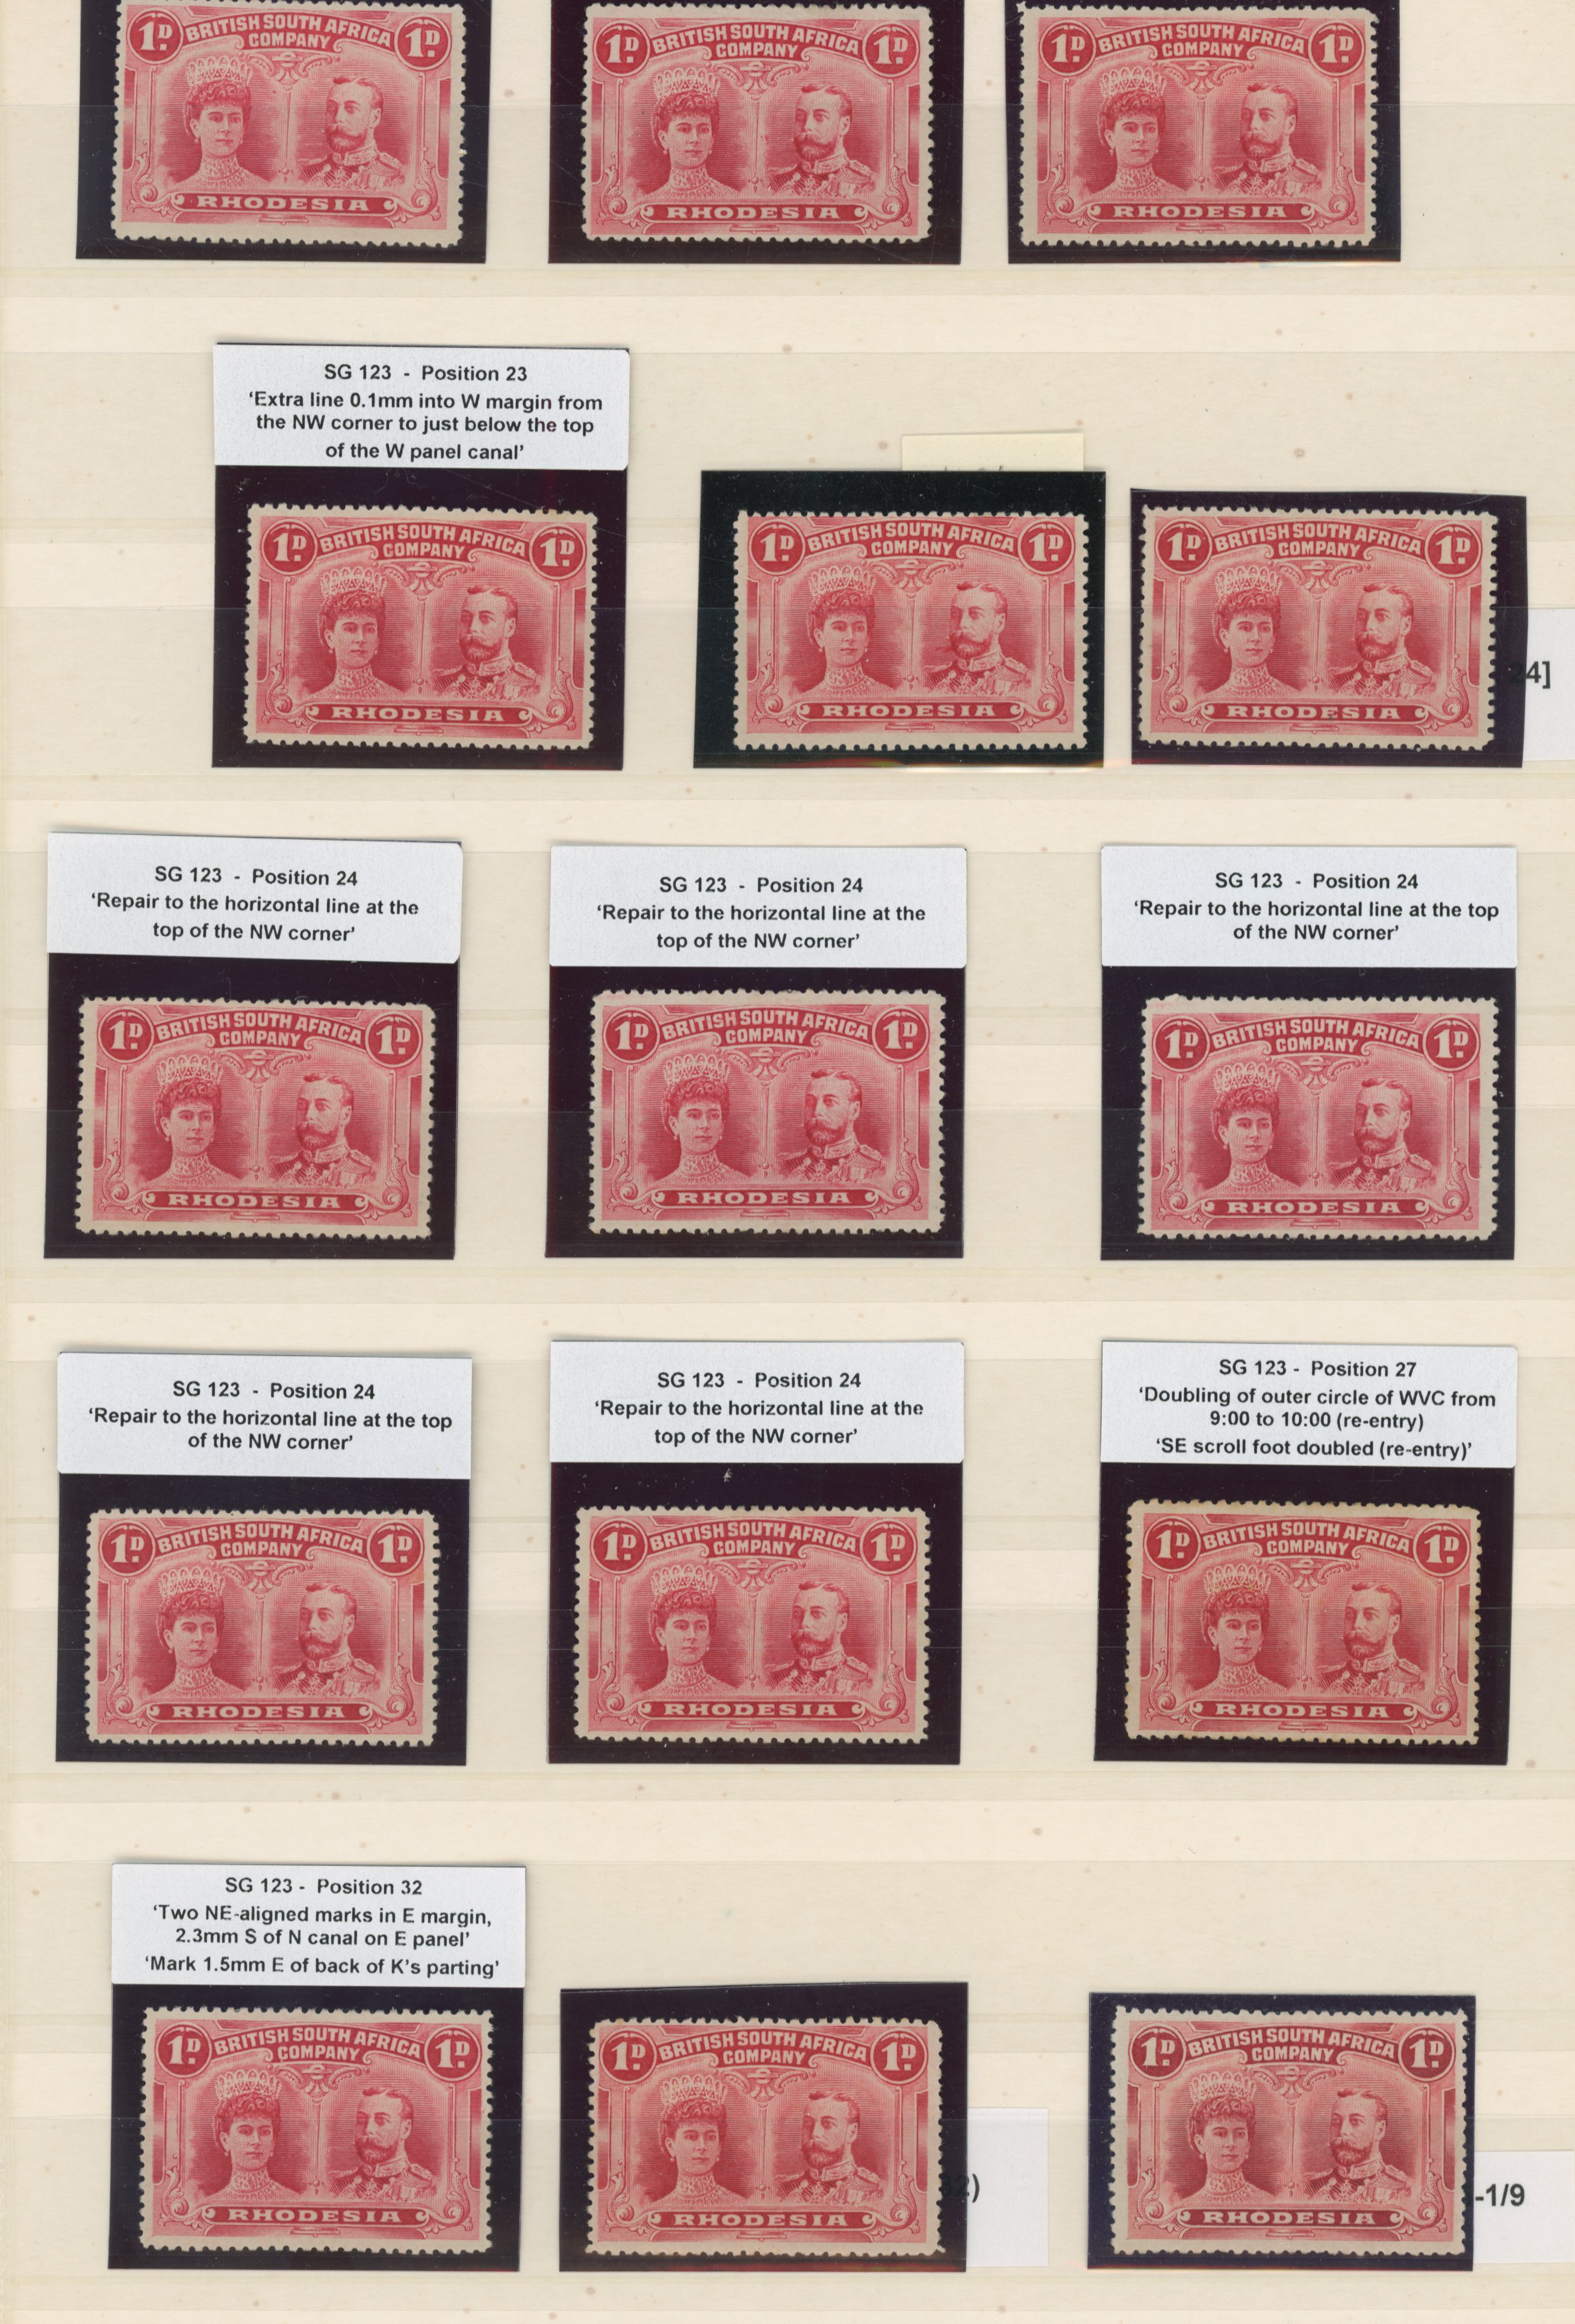 1D BRITISH SOUTH AFRICA COMPANY 1D
RHODESIA
1D BRITISH SOUTH AFRICA COMPANY 1D
RHODESIA
1D BRITISH SOUTH AFRICA COMPANY 1D
RHODESIA
SG 123 - Position 23
‘Extra line 0.1mm into W margin from
the NW corner to just below the top
of the W panel canal’
1D BRITISH SOUTH AFRICA COMPANY 1D
RHODESIA
1D BRITISH SOUTH AFRICA COMPANY 1D
RHODESIA
1D BRITISH SOUTH AFRICA COMPANY 1D
RHODESIA
24]
SG 123 - Position 24
‘Repair to the horizontal line at the
top of the NW corner’
1D BRITISH SOUTH AFRICA COMPANY 1D
RHODESIA
SG 123 - Position 24
‘Repair to the horizontal line at the
top of the NW corner’
1D BRITISH SOUTH AFRICA COMPANY 1D
RHODESIA
SG 123 - Position 24
‘Repair to the horizontal line at the top
of the NW corner’
1D BRITISH SOUTH AFRICA COMPANY 1D
RHODESIA
SG 123 - Position 24
‘Repair to the horizontal line at the top
of the NW corner’
1D BRITISH SOUTH AFRICA COMPANY 1D
RHODESIA
SG 123 - Position 24
‘Repair to the horizontal line at the
top of the NW corner’
1D BRITISH SOUTH AFRICA COMPANY 1D
RHODESIA
SG 123 - Position 27
‘Doubling of outer circle of WVC from
9:00 to 10:00 (re-entry)
‘SE scroll foot doubled (re-entry)’
1D BRITISH SOUTH AFRICA COMPANY 1D
RHODESIA
SG 123 - Position 32
‘Two NE-aligned marks in E margin,
2.3mm S of N canal on E panel’
‘Mark 1.5mm E of back of K’s parting’
1D BRITISH SOUTH AFRICA COMPANY 1D
RHODESIA
1D BRITISH SOUTH AFRICA COMPANY 1D
RHODESIA
32)
1D BRITISH SOUTH AFRICA COMPANY 1D
RHODESIA
-1/9